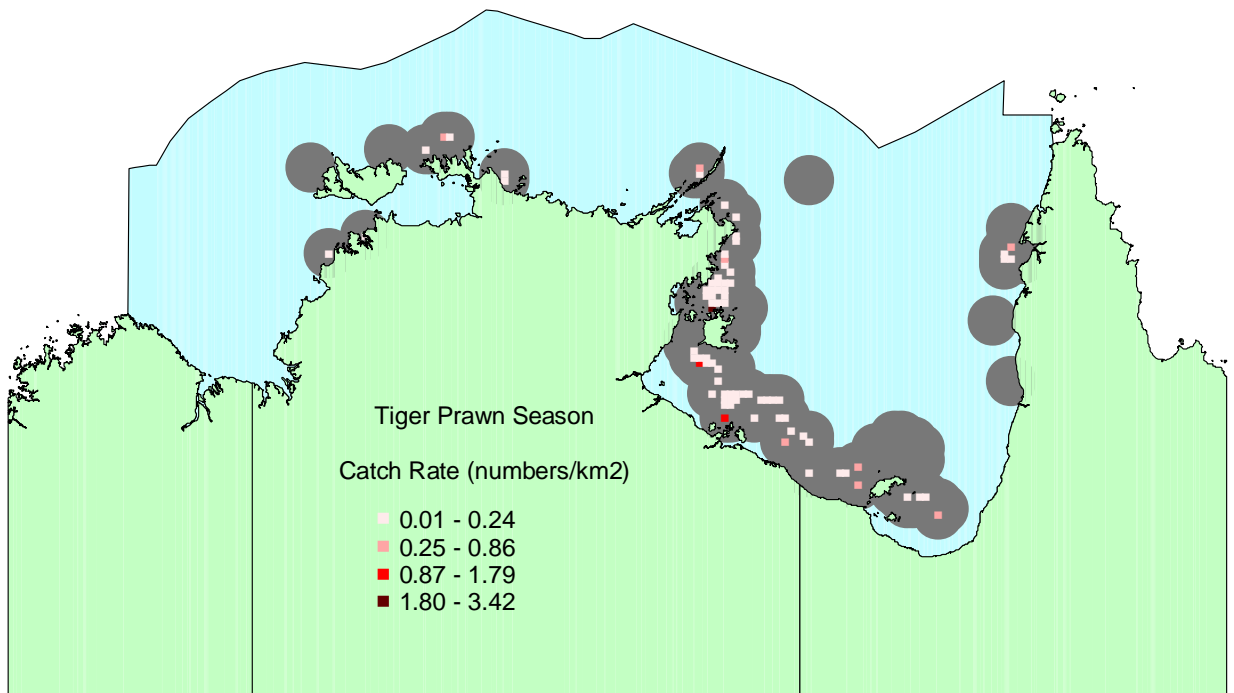 Tiger Prawn Season
Catch Rate (numbers/km2)
0.01 - 0.24
0.25 - 0.86
0.87 - 1.79
1.80 - 3.42